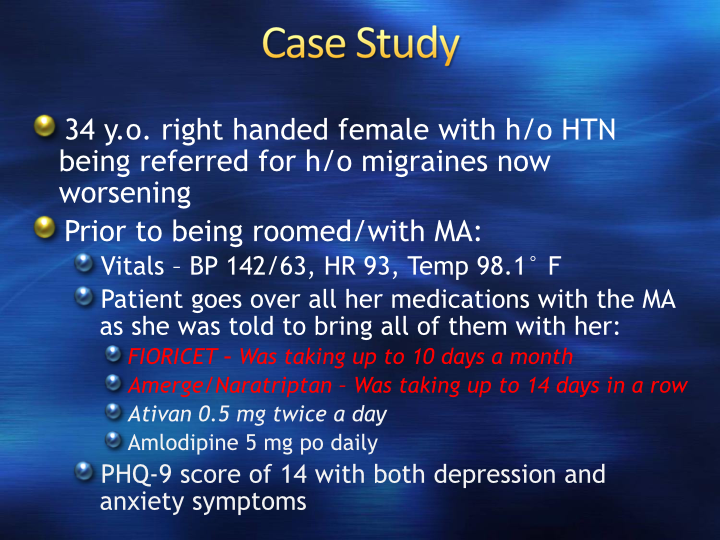 Case Study
34 y.o. right handed female with h/o HTN
being referred for h/o migraines now
worsening
Prior to being roomed/with MA:
Vitals – BP 142/63, HR 93, Temp 98.1° F
Patient goes over all her medications with the MA
as she was told to bring all of them with her:
FIORICET – Was taking up to 10 days a month
Amerge/Naratriptan – Was taking up to 14 days in a row
Ativan 0.5 mg twice a day
Amlodipine 5 mg po daily
PHQ-9 score of 14 with both depression and
anxiety symptoms